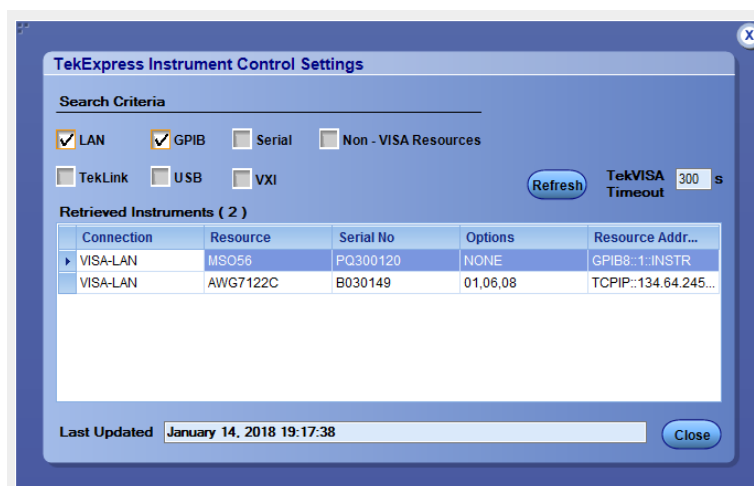 X
TekExpress Instrument Control Settings
Search Criteria
LAN GPIB Serial Non - VISA Resources
TekLink USB VXI
Refresh TekVISA Timeout 300 s
Retrieved Instruments ( 2 )
Connection Resource Serial No Options Resource Addr...
VISA-LAN MSO56 PQ300120 NONE GPIB8::1::INSTR
VISA-LAN AWG7122C B030149 01,06,08 TCPIP::134.64.245...
Last Updated January 14, 2018 19:17:38 Close